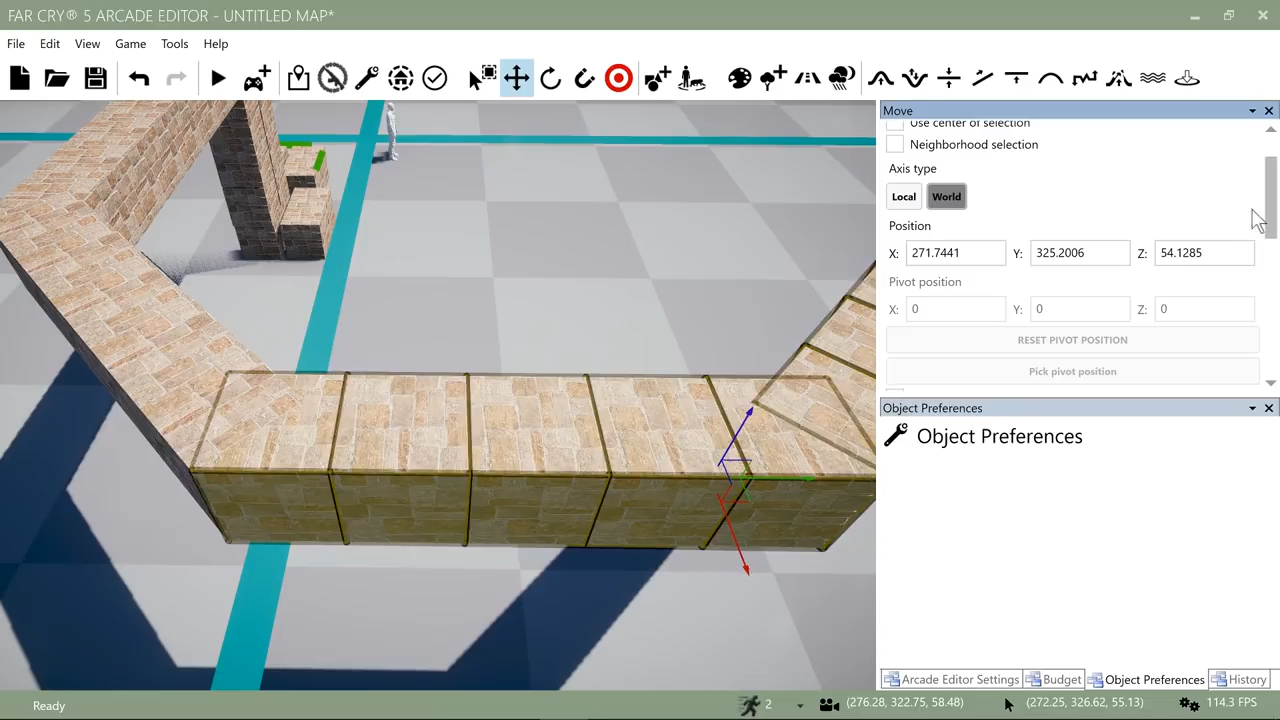 FAR CRY® 5 ARCADE EDITOR - UNTITLED MAP*
File Edit View Game Tools Help
Move
Use center of selection
Neighborhood selection
Axis type
Local World
Position
X: 271.7441 Y: 325.2006 Z: 54.1285
Pivot position
X: 0 Y: 0 Z: 0
RESET PIVOT POSITION
Pick pivot position
Object Preferences
Object Preferences
Arcade Editor Settings Budget Object Preferences History
Ready 2 (276.28, 322.75, 58.48) (272.25, 326.62, 55.13) 114.3 FPS